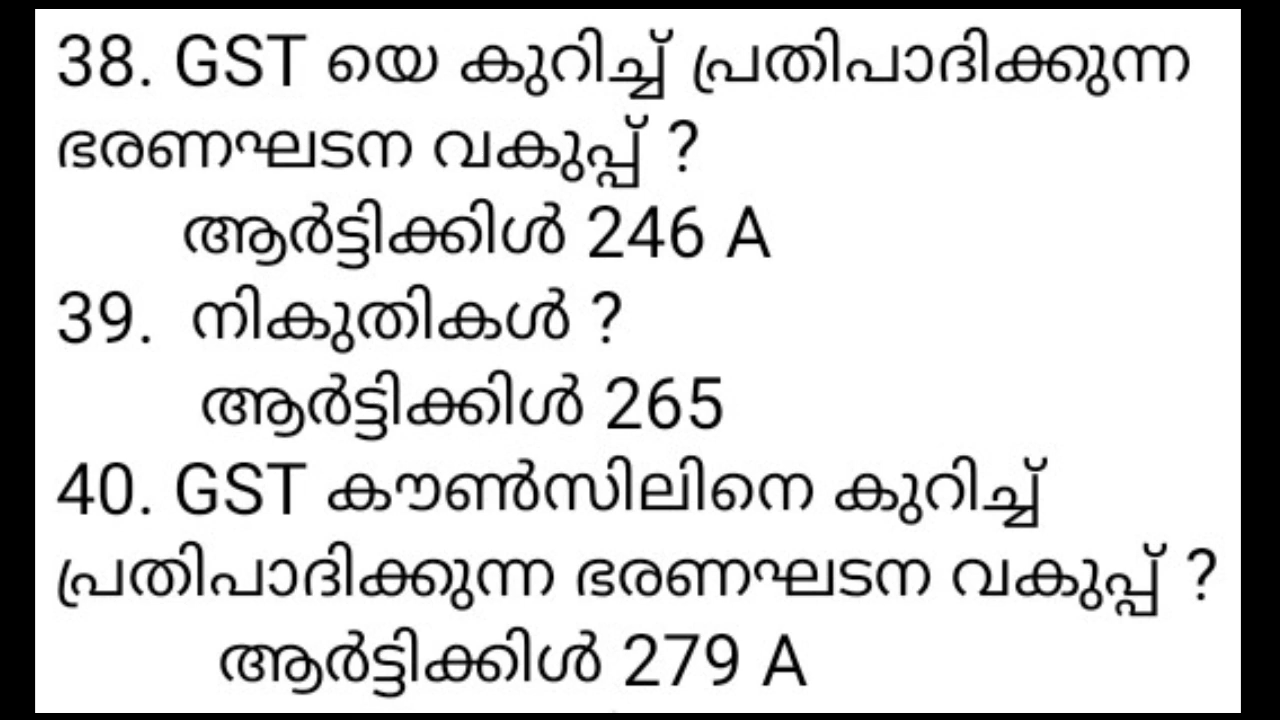 38. GST യെ കുറിച്ച് പ്രതിപാദിക്കുന്ന
ഭരണഘടന വകുപ്പ് ?
ആർട്ടിക്കിൾ 246 A
39. നികുതികൾ ?
ആർട്ടിക്കിൾ 265
40. GST കൗൺസിലിനെ കുറിച്ച്
പ്രതിപാദിക്കുന്ന ഭരണഘടന വകുപ്പ് ?
ആർട്ടിക്കിൾ 279 A